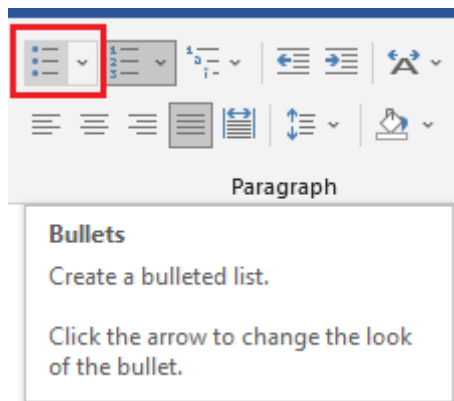 Paragraph
Bullets
Create a bulleted list.
Click the arrow to change the look
of the bullet.